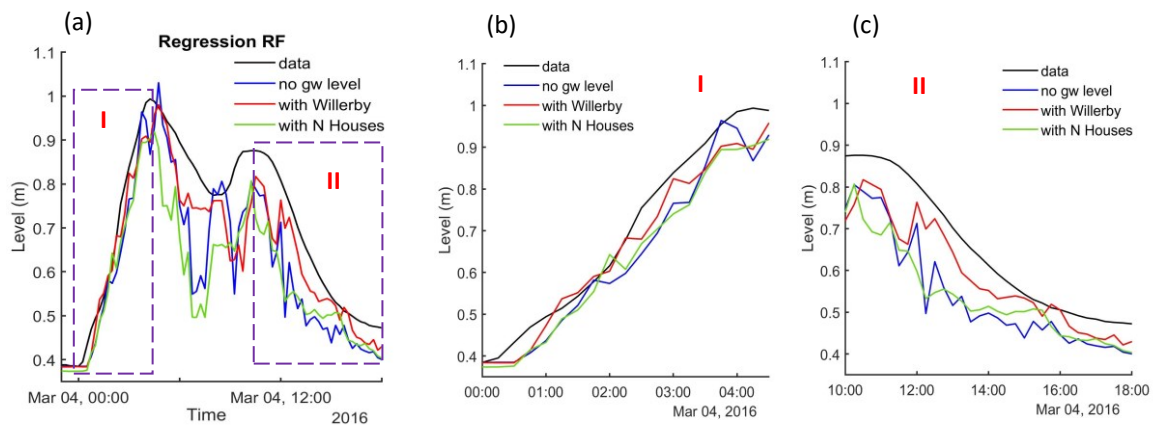 (a)
Regression RF
1.1
1
0.9
0.8
0.7
0.6
0.5
0.4
Level (m)
data
no gw level
with Willerby
with N Houses
I
II
Mar 04, 00:00
Mar 04, 12:00
Time
2016
(b)
1.1
1
0.9
0.8
0.7
0.6
0.5
0.4
Level (m)
data
no gw level
with Willerby
with N Houses
I
00:00
01:00
02:00
03:00
04:00
Mar 04, 2016
(c)
1.1
1
0.9
0.8
0.7
0.6
0.5
0.4
Level (m)
data
no gw level
with Willerby
with N Houses
II
10:00
12:00
14:00
16:00
18:00
Mar 04, 2016